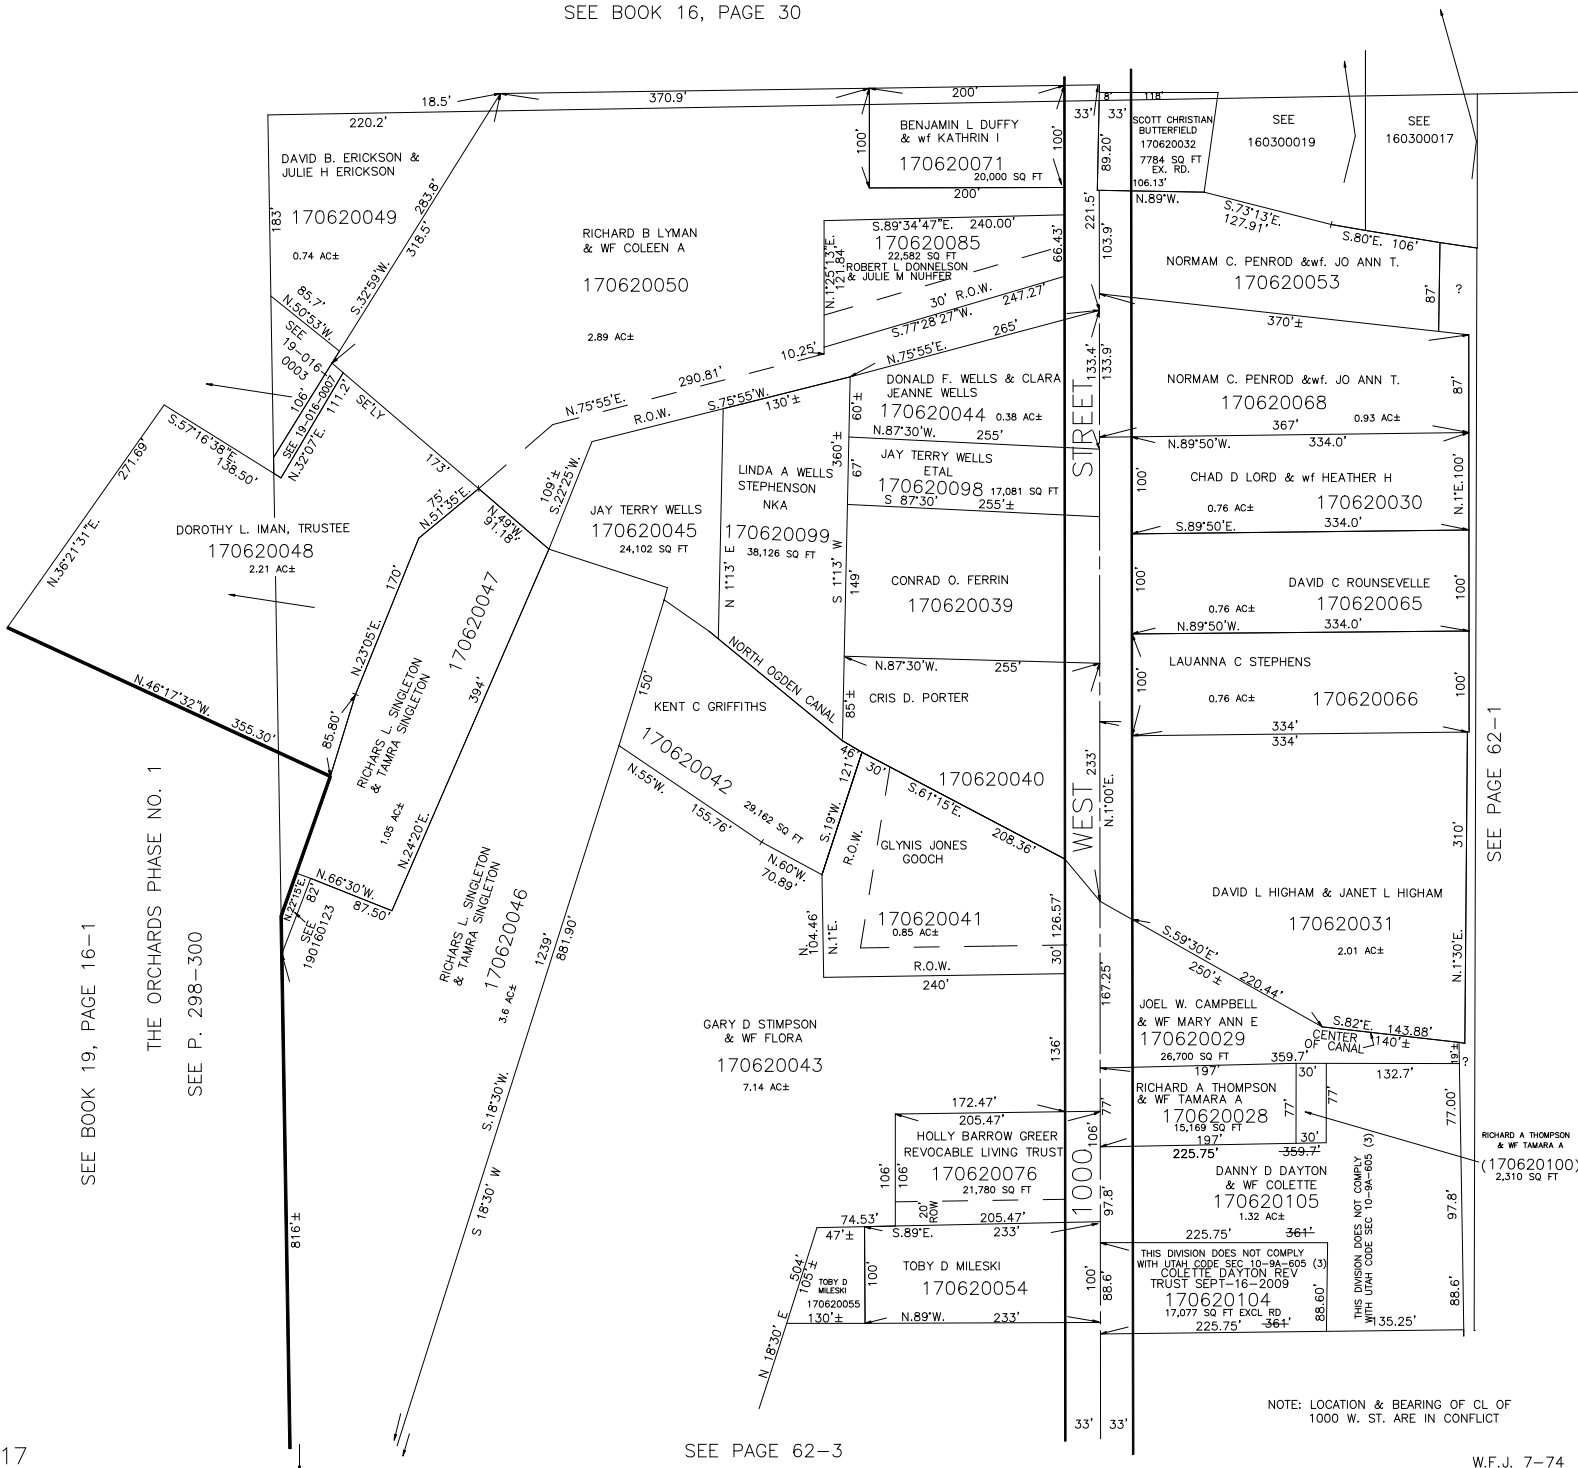 SEE BOOK 16, PAGE 30
18.5'
370.9'
200'
8'
118'
220.2'
33'
33'
DAVID B. ERICKSON &
JULIE H ERICKSON
170620049
0.74 AC±
183'
283.8'
318.5'
S.32°59'W.
85.7'
N.50°53'W.
SEE
19-016-
0003
106'
SEE 19-016-0007
111.2'
N.32°07'E.
SE'LY
173'
BENJAMIN L DUFFY
& wf KATHRIN I
170620071
20,000 SQ FT
100'
100'
200'
SCOTT CHRISTIAN
BUTTERFIELD
170620032
7784 SQ FT
EX. RD.
89.20'
106.13'
N.89°W.
SEE
160300019
SEE
160300017
S.73°13'E.
127.91'
S.80°E. 106'
RICHARD B LYMAN
& WF COLEEN A
170620050
2.89 AC±
S.89°34'47"E. 240.00'
170620085
22,582 SQ FT
ROBERT L DONNELSON
& JULIE M NUHFER
N.1°25'13"E.
121.84'
66.43'
221.5'
103.9'
30' R.O.W.
247.27'
S.77°28'27"W.
10.25'
290.81'
N.75°55'E.
265'
N.75°55'E.
R.O.W.
S.75°55'W.
130'±
NORMAM C. PENROD &wf. JO ANN T.
170620053
87'
?
370'±
133.4'
133.9'
NORMAM C. PENROD &wf. JO ANN T.
170620068
0.93 AC±
87'
367'
N.89°50'W.
334.0'
DONALD F. WELLS & CLARA
JEANNE WELLS
170620044 0.38 AC±
60'±
N.87°30'W.
255'
JAY TERRY WELLS
ETAL
170620098 17,081 SQ FT
67'
360'±
S 87°30'
255'±
STREET
CHAD D LORD & wf HEATHER H
170620030
0.76 AC±
100'
N.1°E.100'
S.89°50'E.
334.0'
S.57°16'38"E.
138.50'
271.69'
N.36°21'31"E.
DOROTHY L. IMAN, TRUSTEE
170620048
2.21 AC±
75'
N.51°35'E.
N.49°W.
91.18'
109'±
S.22°25'W.
JAY TERRY WELLS
170620045
24,102 SQ FT
LINDA A WELLS
STEPHENSON
NKA
170620099
38,126 SQ FT
N 1°13' E
S 1°13' W
149'
CONRAD O. FERRIN
170620039
DAVID C ROUNSEVELLE
170620065
0.76 AC±
100'
100'
N.89°50'W.
334.0'
170'
N.23°05'E.
85.80'
RICHARS L. SINGLETON
& TAMRA SINGLETON
170620047
1.05 AC±
394'
N.24°20'E.
N.46°17'32"W.
355.30'
N.66°30'W.
87.50'
N.22°15'E.
82'
SEE
190160123
NORTH OGDEN CANAL
150'
KENT C GRIFFITHS
170620042
29,162 SQ FT
N.55°W.
155.76'
N.60°W.
70.89'
N.87°30'W.
255'
CRIS D. PORTER
85'±
170620040
46'
30'
121'
S.19°W.
R.O.W.
S.61°15'E.
208.36'
LAUANNA C STEPHENS
170620066
0.76 AC±
100'
100'
334'
334'
WEST
233'
N.1°00'E.
SEE PAGE 62-1
310'
DAVID L HIGHAM & JANET L HIGHAM
170620031
2.01 AC±
N.1°30'E.
S.59°30'E'
250'±
220.44'
S.82°E.
143.88'
CENTER
OF CANAL
140'±
19'±
?
GLYNIS JONES
GOOCH
170620041
0.85 AC±
126.57'
30'
N.
104.46'
N.1°E.
R.O.W.
240'
167.25'
THE ORCHARDS PHASE NO. 1
SEE P. 298-300
SEE BOOK 19, PAGE 16-1
RICHARS L. SINGLETON
& TAMRA SINGLETON
170620046
3.6 AC±
1239'
881.90'
S.18°30'W.
S 18°30' W
816'±
GARY D STIMPSON
& WF FLORA
170620043
7.14 AC±
136'
JOEL W. CAMPBELL
& WF MARY ANN E
170620029
26,700 SQ FT
359.7'
197'
30'
132.7'
RICHARD A THOMPSON
& WF TAMARA A
170620028
15,169 SQ FT
77'
77'
77'
77.00'
197'
30'
225.75'
359.7'
RICHARD A THOMPSON
& WF TAMARA A
(170620100)
2,310 SQ FT
172.47'
205.47'
HOLLY BARROW GREER
REVOCABLE LIVING TRUST
170620076
21,780 SQ FT
106'
106'
106'
20'
ROW
205.47'
1000
DANNY D DAYTON
& WF COLETTE
170620105
1.32 AC±
97.8'
97.8'
225.75'
361'
THIS DIVISION DOES NOT COMPLY
WITH UTAH CODE SEC 10-9A-605 (3)
74.53'
47'±
S.89°E.
233'
504'
105'±
TOBY D
MILESKI
170620055
130'±
100'
TOBY D MILESKI
170620054
100'
N.89°W.
233'
N 18°30' E
THIS DIVISION DOES NOT COMPLY
WITH UTAH CODE SEC 10-9A-605 (3)
COLETTE DAYTON REV
TRUST SEPT-16-2009
170620104
17,077 SQ FT EXCL RD
88.6'
88.60'
88.6'
225.75'
361'
135.25'
33'
33'
NOTE: LOCATION & BEARING OF CL OF
1000 W. ST. ARE IN CONFLICT
SEE PAGE 62-3
17
W.F.J. 7-74